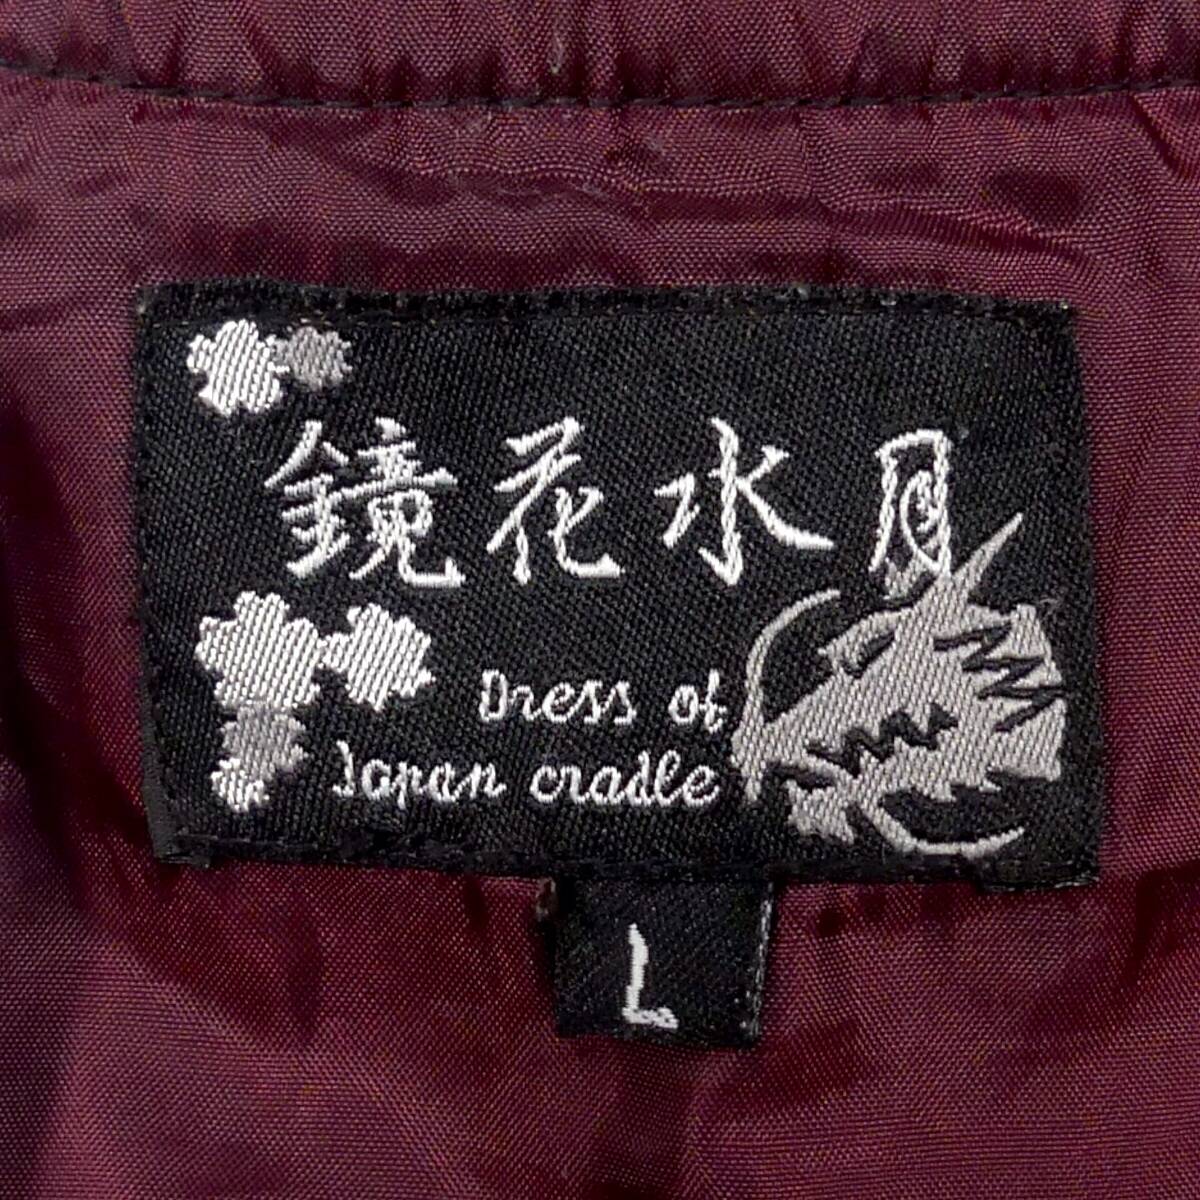 鏡花水月
Dress of
Japan cradle
L